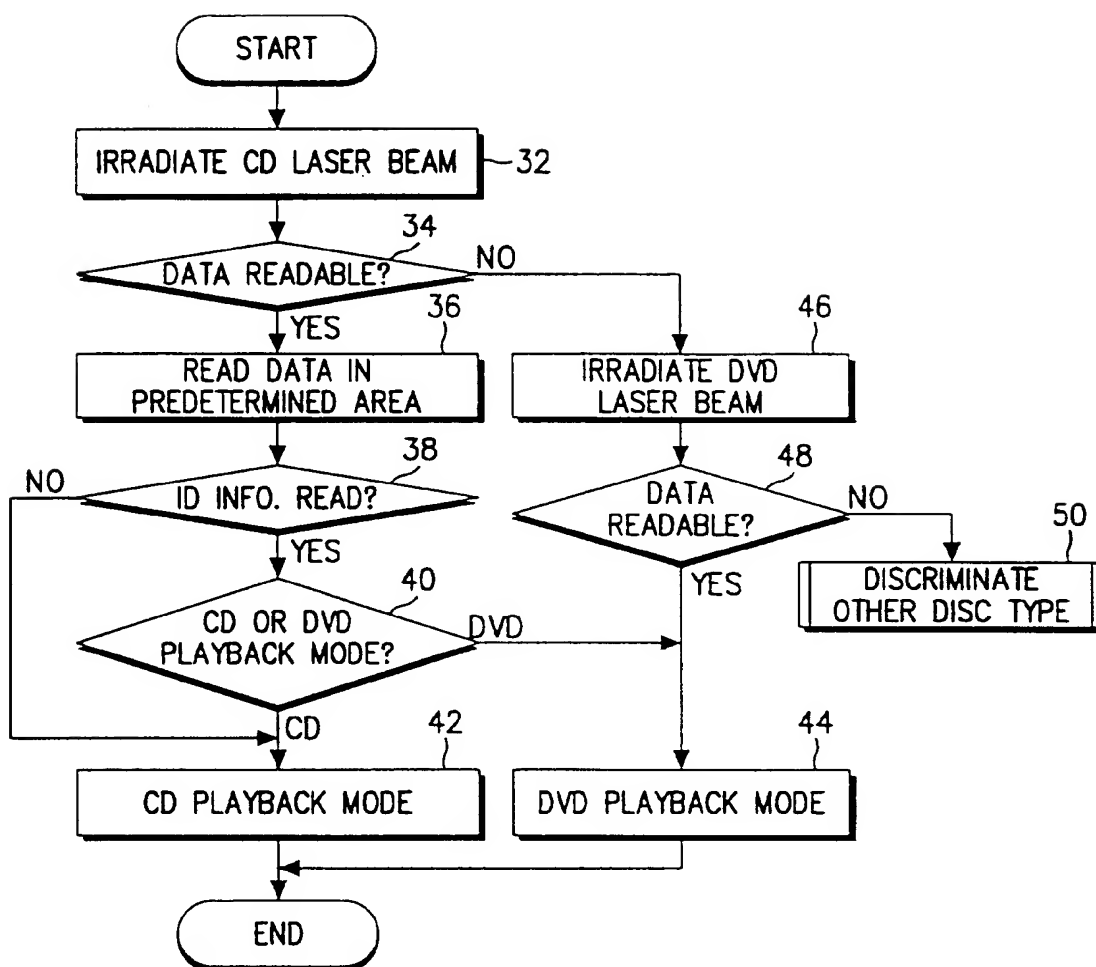 START
IRRADIATE CD LASER BEAM
32
34
DATA READABLE?
NO
YES
36
46
READ DATA IN
PREDETERMINED AREA
IRRADIATE DVD
LASER BEAM
38
NO
ID INFO. READ?
48
DATA
READABLE?
NO
YES
50
40
YES
DISCRIMINATE
OTHER DISC TYPE
CD OR DVD
PLAYBACK MODE?
DVD
CD
42
44
CD PLAYBACK MODE
DVD PLAYBACK MODE
END